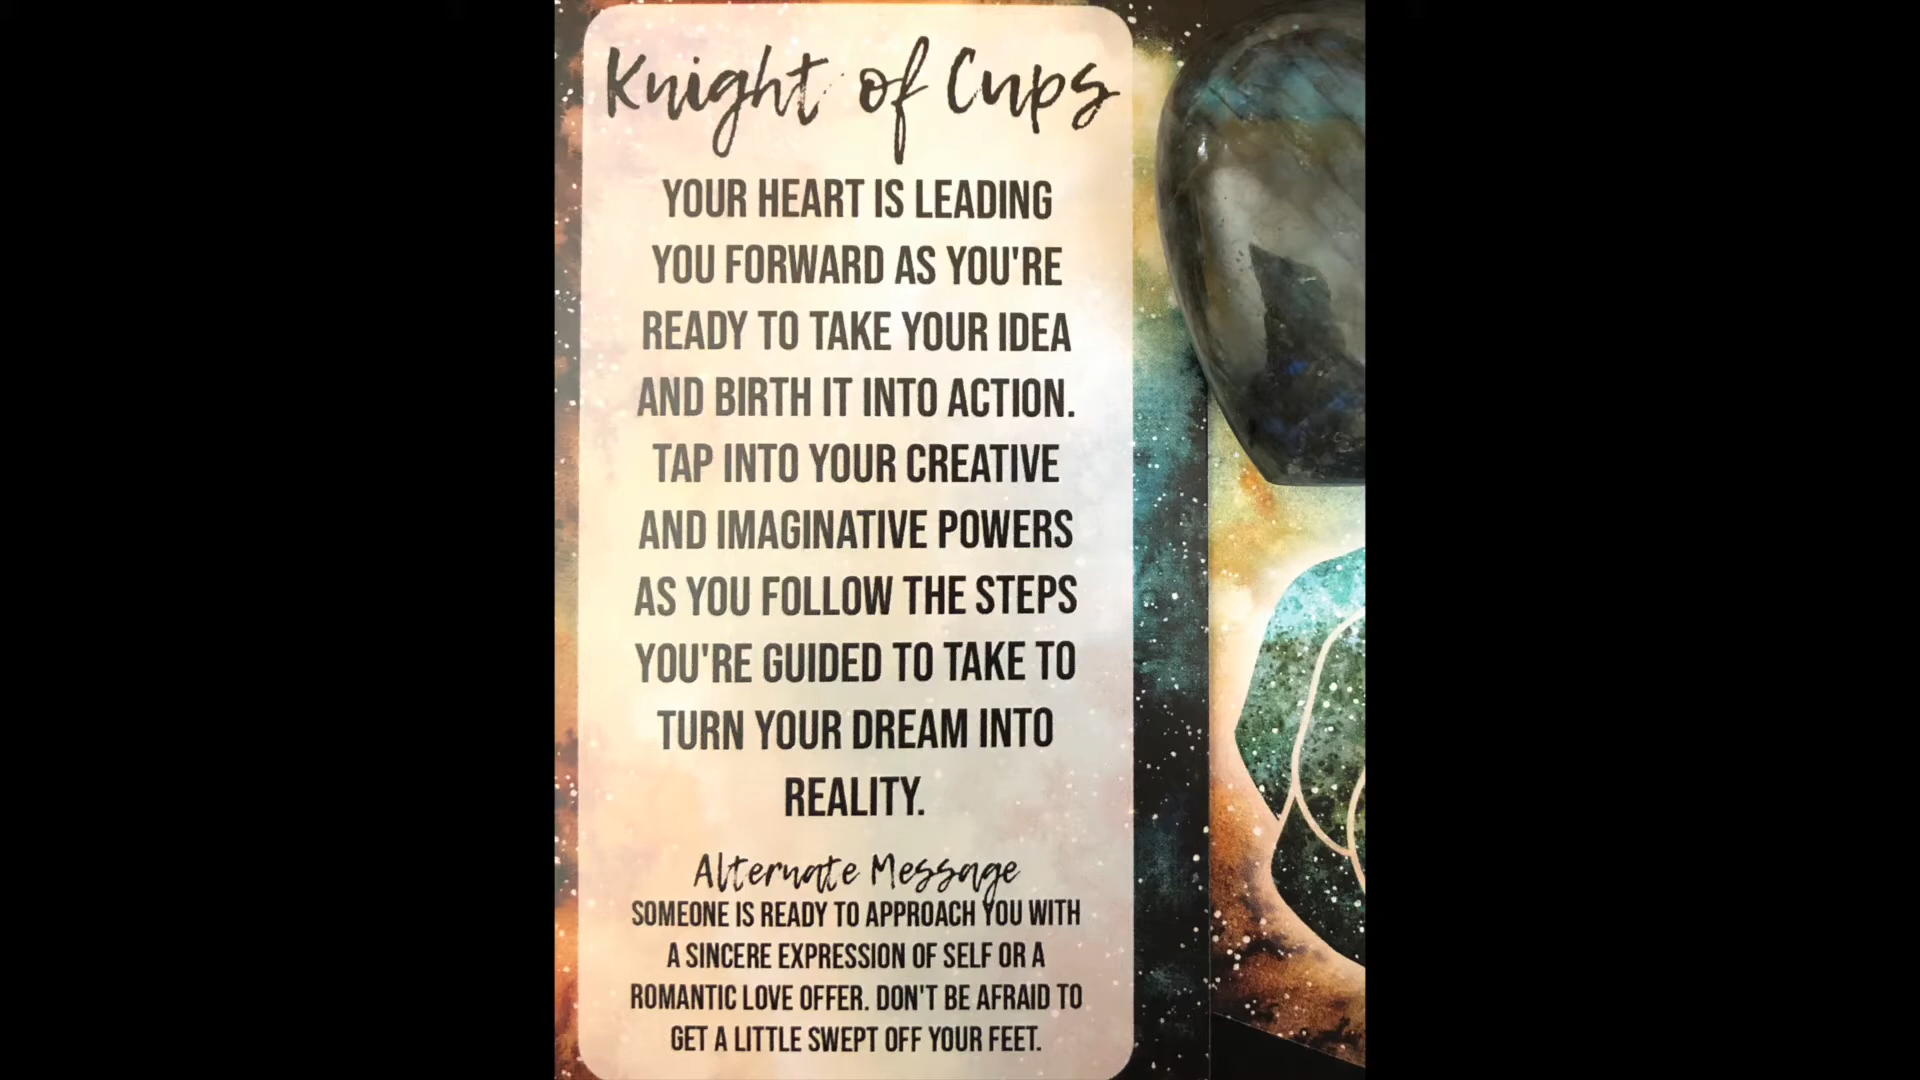 Knight of Cups
YOUR HEART IS LEADING
YOU FORWARD AS YOU'RE
READY TO TAKE YOUR IDEA
AND BIRTH IT INTO ACTION.
TAP INTO YOUR CREATIVE
AND IMAGINATIVE POWERS
AS YOU FOLLOW THE STEPS
YOU'RE GUIDED TO TAKE TO
TURN YOUR DREAM INTO
REALITY.
Alternate Message
SOMEONE IS READY TO APPROACH YOU WITH
A SINCERE EXPRESSION OF SELF OR A
ROMANTIC LOVE OFFER. DON'T BE AFRAID TO
GET A LITTLE SWEPT OFF YOUR FEET.